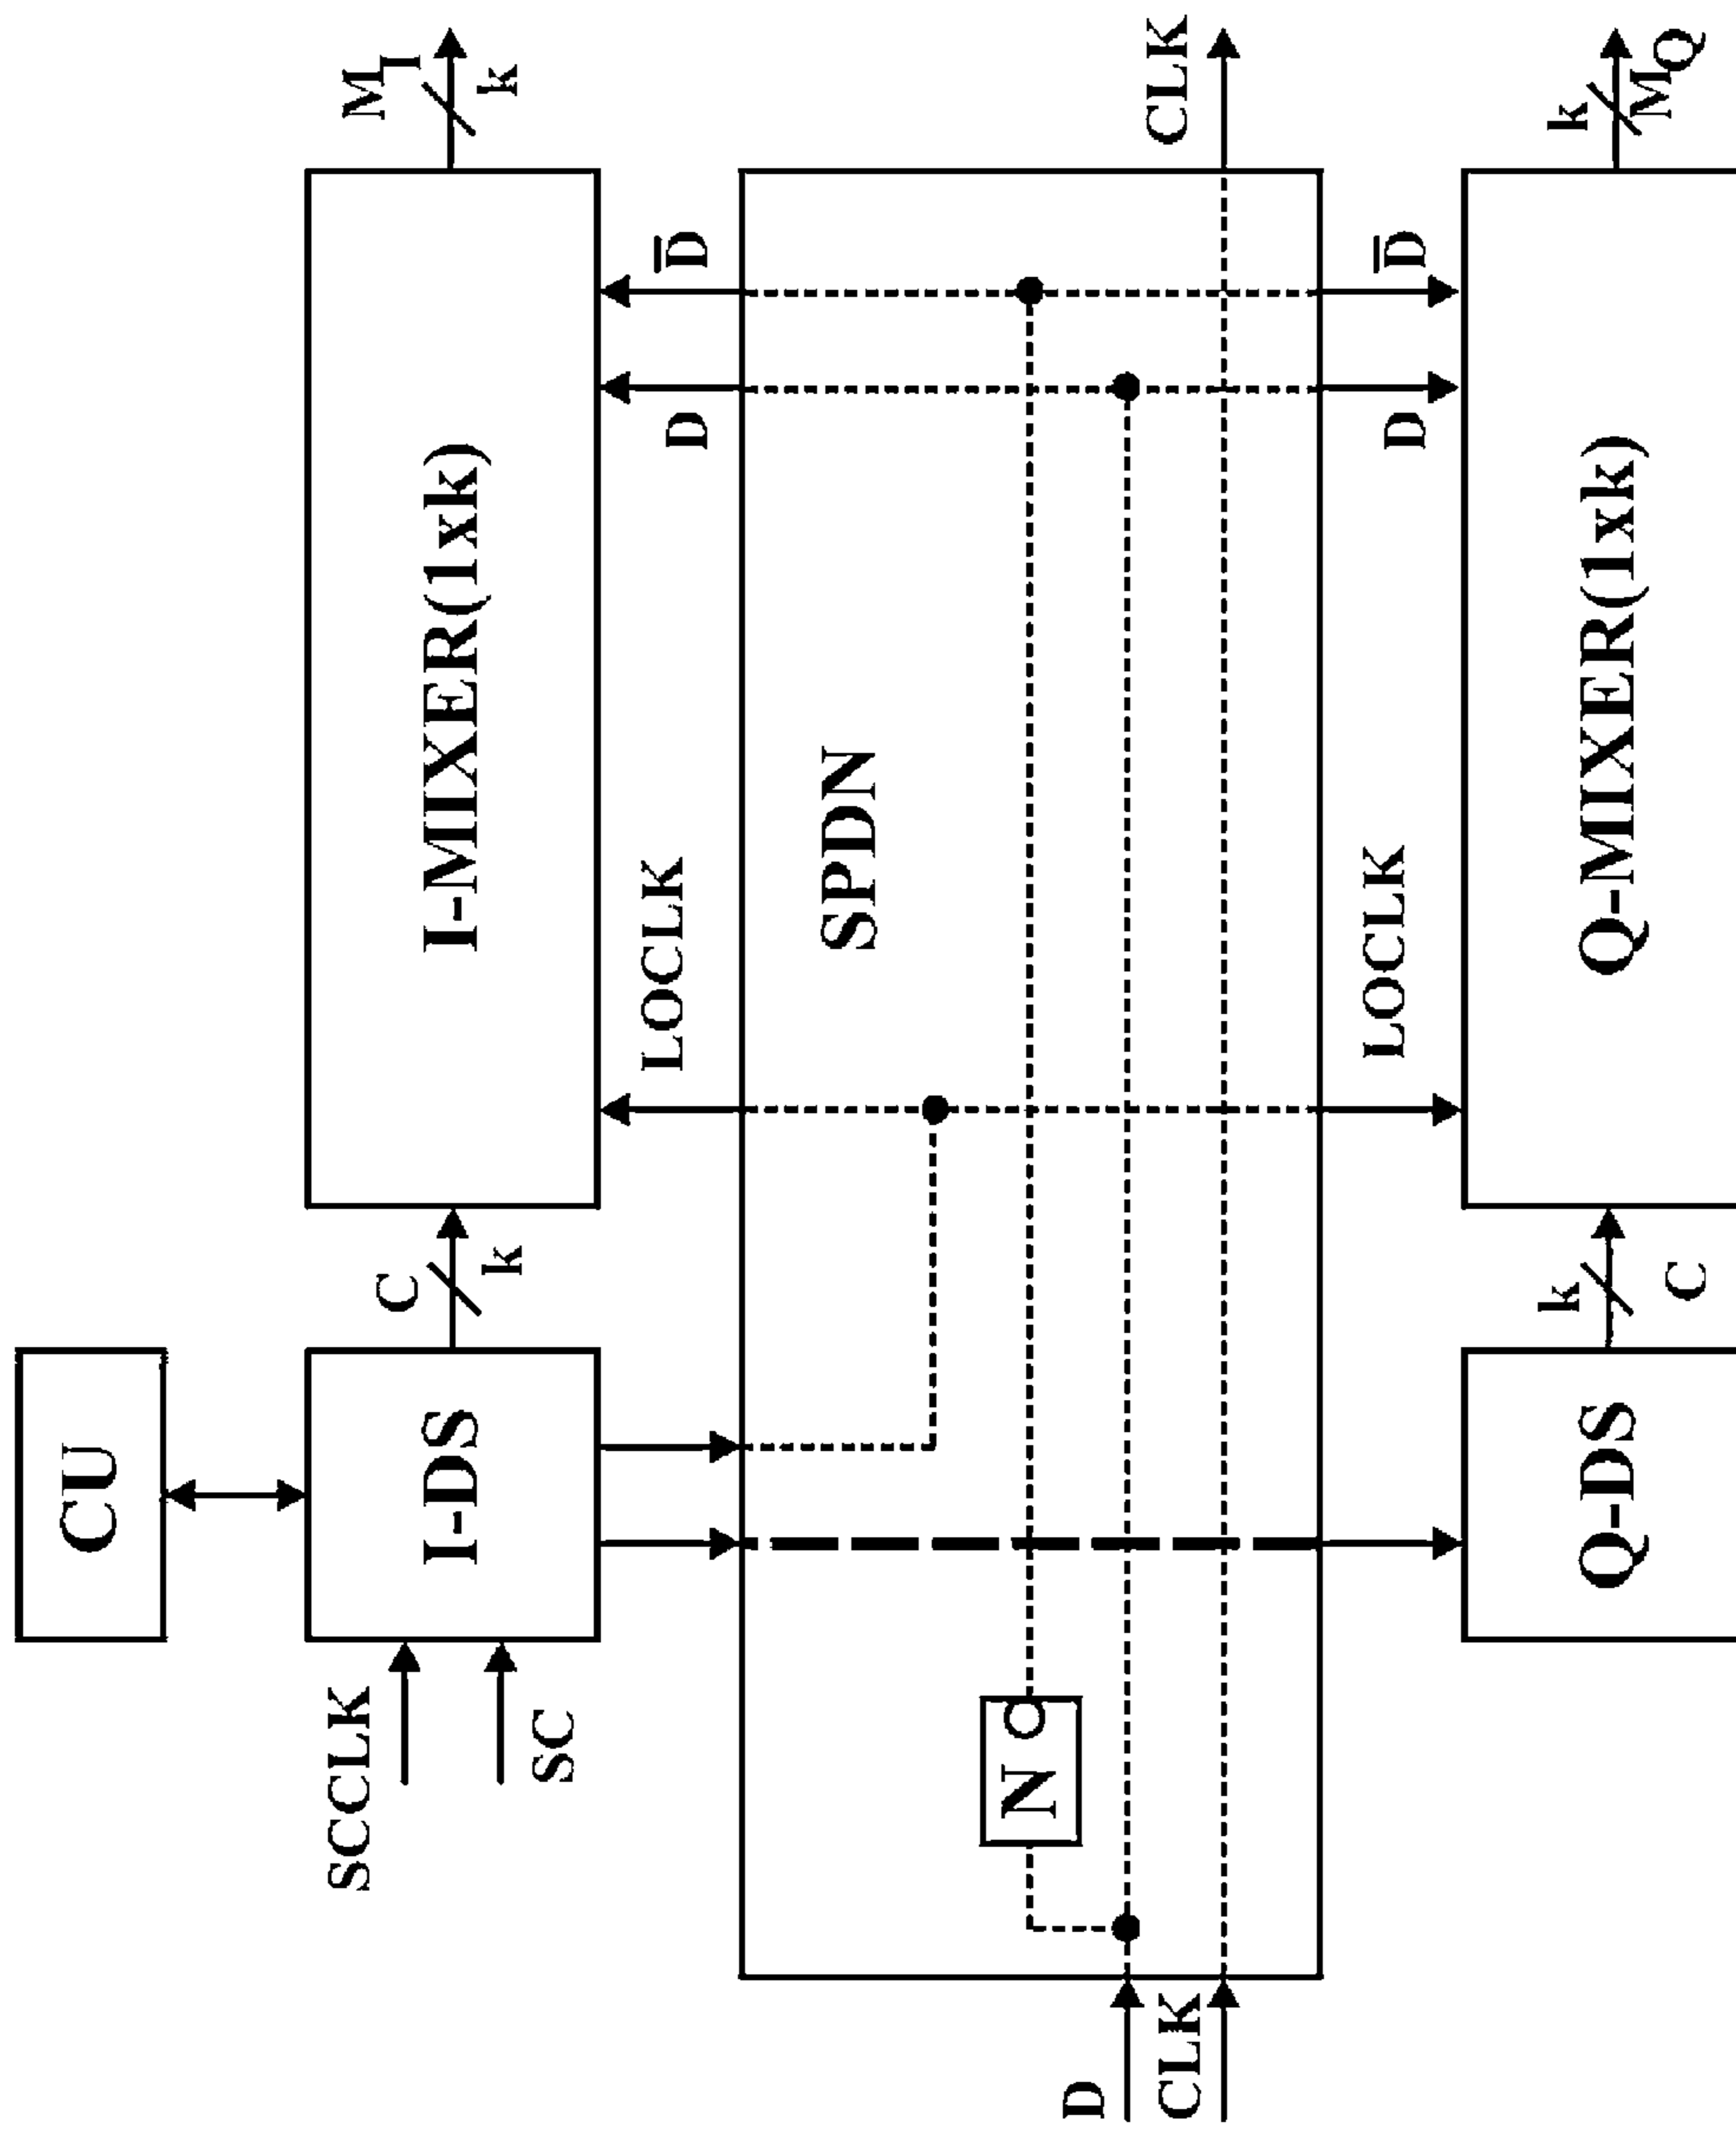 CU
SCCLK
SC
I-DS
C
k
I-MIXER(1xk)
M_I
k
LOCLK
D
D̅
SPDN
N
D
CLK
CLK
LOCLK
D
D̅
Q-DS
k
C
Q-MIXER(1xk)
k
M_Q